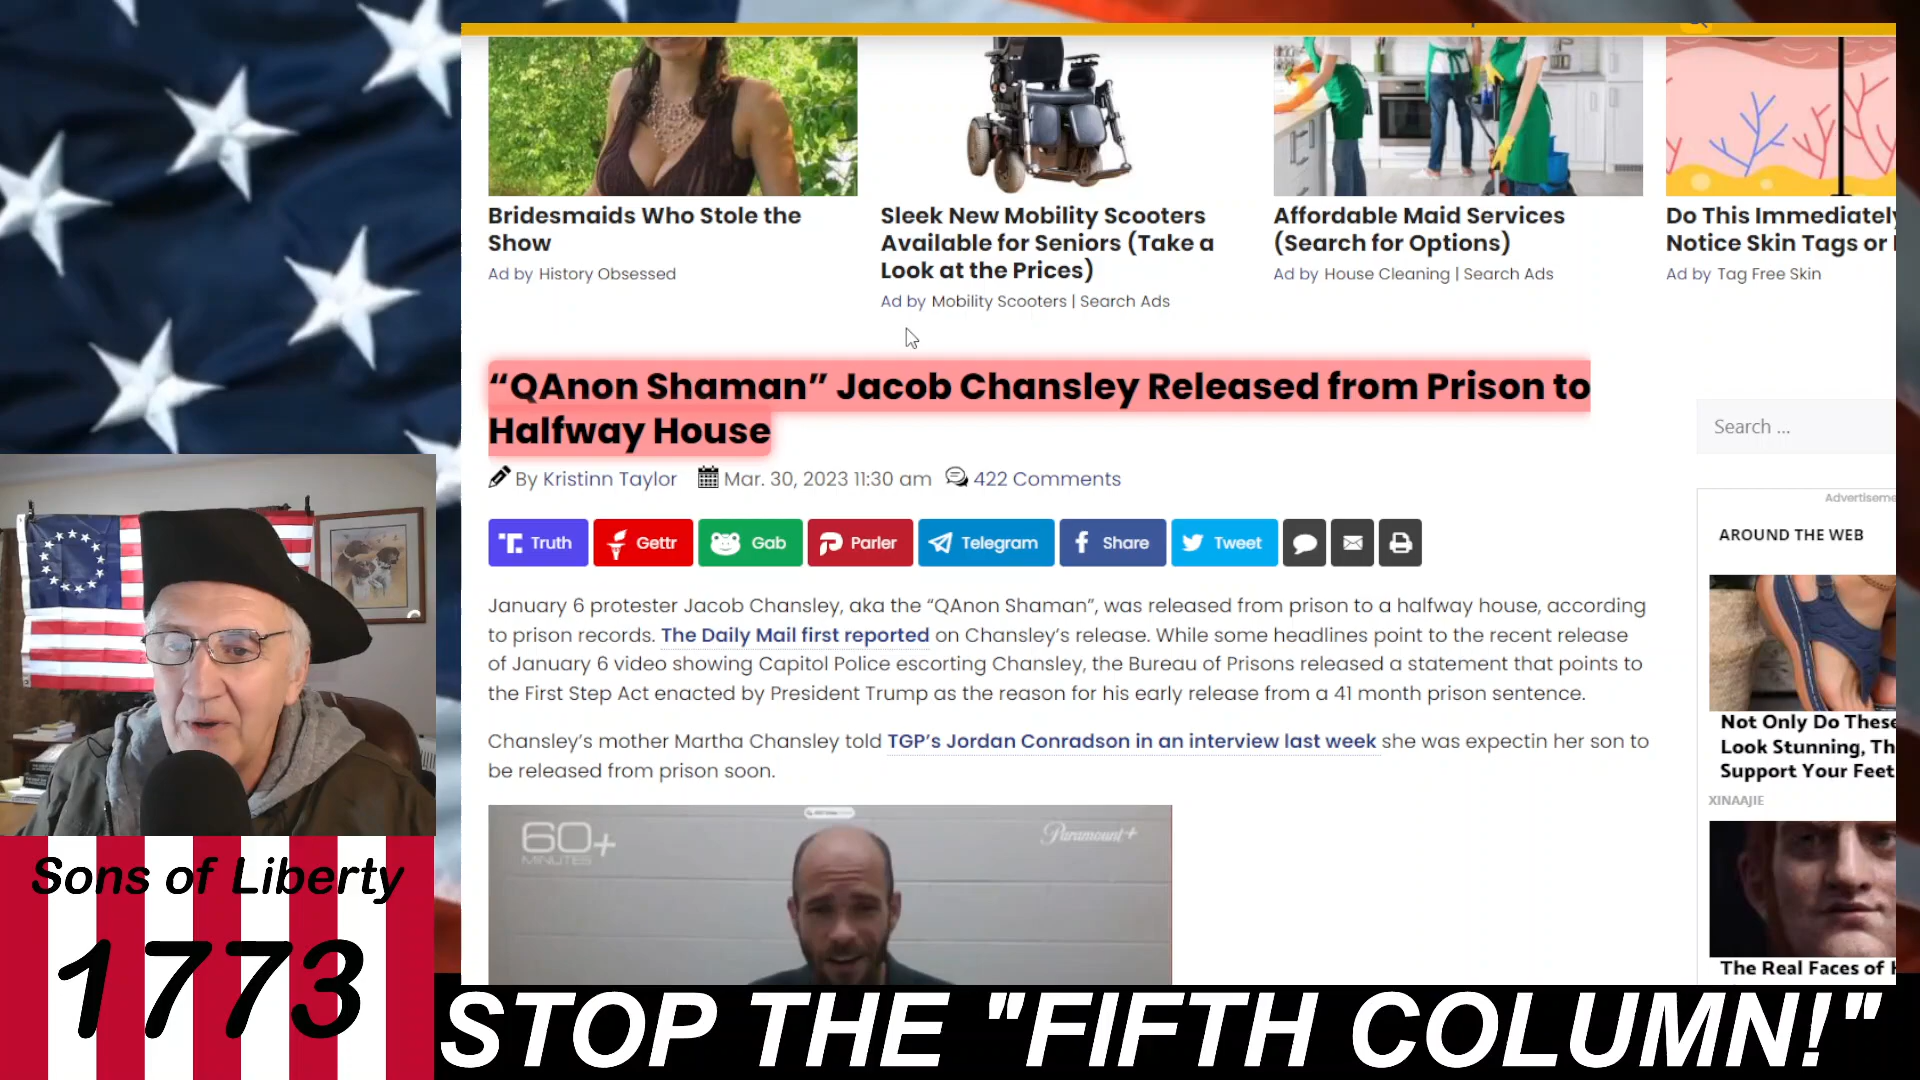 Bridesmaids Who Stole the
Show
Ad by History Obsessed
Sleek New Mobility Scooters
Available for Seniors (Take a
Look at the Prices)
Ad by Mobility Scooters | Search Ads
Affordable Maid Services
(Search for Options)
Ad by House Cleaning | Search Ads
Do This Immediately
Notice Skin Tags or
Ad by Tag Free Skin
“QAnon Shaman” Jacob Chansley Released from Prison to
Halfway House
By Kristinn Taylor Mar. 30, 2023 11:30 am 422 Comments
Truth Gettr Gab Parler Telegram Share Tweet
January 6 protester Jacob Chansley, aka the “QAnon Shaman”, was released from prison to a halfway house, according
to prison records. The Daily Mail first reported on Chansley’s release. While some headlines point to the recent release
of January 6 video showing Capitol Police escorting Chansley, the Bureau of Prisons released a statement that points to
the First Step Act enacted by President Trump as the reason for his early release from a 41 month prison sentence.
Chansley’s mother Martha Chansley told TGP’s Jordan Conradson in an interview last week she was expectin her son to
be released from prison soon.
60+
MINUTES
Paramount+
Search ...
Advertiseme
AROUND THE WEB
Not Only Do These
Look Stunning, Th
Support Your Feet
XINAAJIE
The Real Faces of
Sons of Liberty
1773
STOP THE "FIFTH COLUMN!"